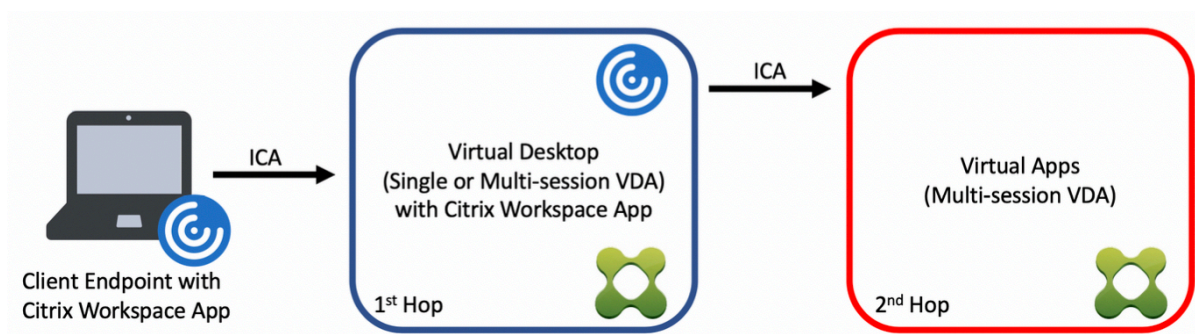 ICA
Client Endpoint with
Citrix Workspace App
Virtual Desktop
(Single or Multi-session VDA)
with Citrix Workspace App
1st Hop
ICA
Virtual Apps
(Multi-session VDA)
2nd Hop